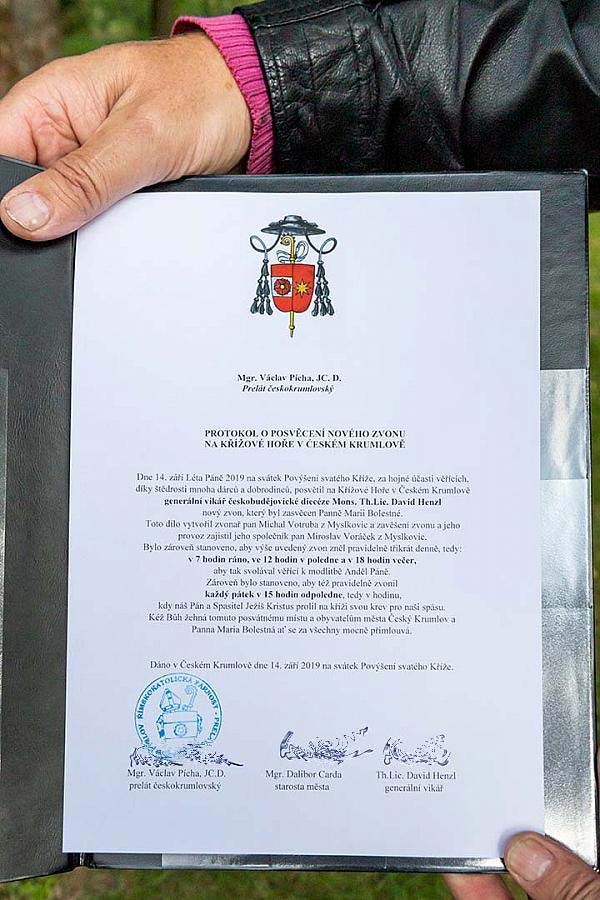 Mgr. Václav Pícha, JC. D.
Prelát českokrumlovský
PROTOKOL O POSVĚCENÍ NOVÉHO ZVONU
NA KŘÍŽOVÉ HOŘE V ČESKÉM KRUMLOVĚ
Dne 14. září Léta Páně 2019 na svátek Povýšení svatého Kříže, za hojné účasti věřících,
díky štědrosti mnoha dárců a dobrodinců, posvětil na Křížové Hoře v Českém Krumlově
generální vikář českobudějovické diecéze Mons. Th.Lic. David Henzl
nový zvon, který byl zasvěcen Panně Marii Bolestné.
Toto dílo vytvořil zvonař pan Michal Votruba z Myslkovic a zavěšení zvonu a jeho
provoz zajistil jeho společník pan Miroslav Voráček z Myslkovic.
Bylo zároveň stanoveno, aby výše uvedený zvon zněl pravidelně třikrát denně, tedy:
v 7 hodin ráno, ve 12 hodin v poledne a v 18 hodin večer,
aby tak svolával věřící k modlitbě Anděl Páně.
Zároveň bylo stanoveno, aby též pravidelně zvonil
každý pátek v 15 hodin odpoledne, tedy v hodinu,
kdy náš Pán a Spasitel Ježíš Kristus prolil na kříži svou krev pro naši spásu.
Kéž Bůh žehná tomuto posvátnému místu a obyvatelům města Český Krumlov a
Panna Maria Bolestná ať se za všechny mocně přimlouvá.
Dáno v Českém Krumlově dne 14. září 2019 na svátek Povýšení svatého Kříže.
ŘÍMSKOKATOLICKÁ FARNOST
Mgr. Václav Pícha, JC.D.
prelát českokrumlovský
Mgr. Dalibor Carda
starosta města
Th.Lic. David Henzl
generální vikář